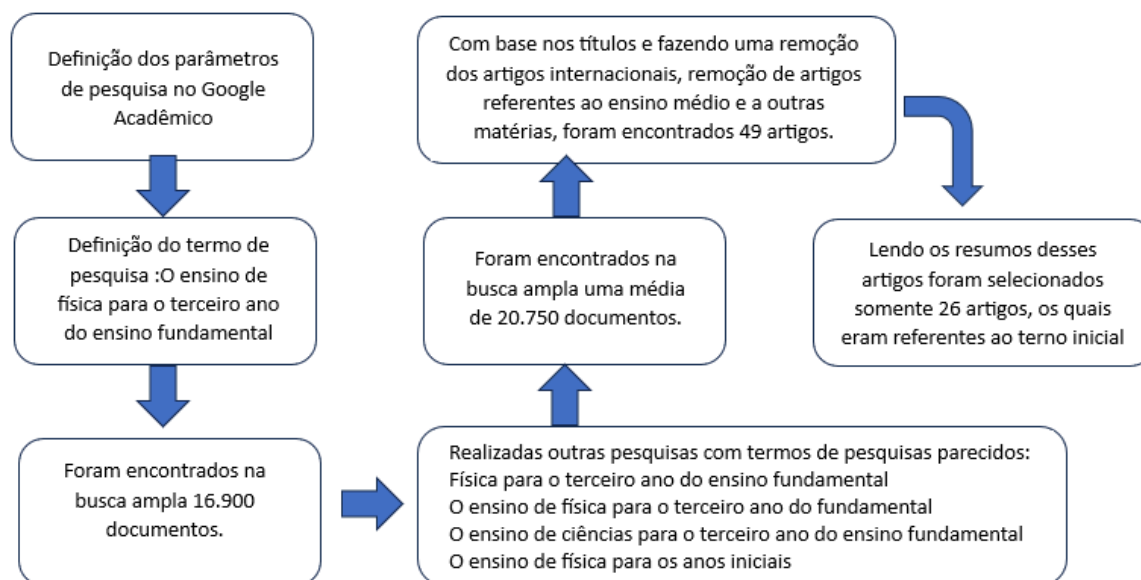 Definição dos parâmetros
de pesquisa no Google
Acadêmico
Definição do termo de
pesquisa :O ensino de
física para o terceiro ano
do ensino fundamental
Foram encontrados na
busca ampla 16.900
documentos.
Realizadas outras pesquisas com termos de pesquisas parecidos:
Física para o terceiro ano do ensino fundamental
O ensino de física para o terceiro ano do fundamental
O ensino de ciências para o terceiro ano do ensino fundamental
O ensino de física para os anos iniciais
Foram encontrados na
busca ampla uma média
de 20.750 documentos.
Com base nos títulos e fazendo uma remoção
dos artigos internacionais, remoção de artigos
referentes ao ensino médio e a outras
matérias, foram encontrados 49 artigos.
Lendo os resumos desses
artigos foram selecionados
somente 26 artigos, os quais
eram referentes ao terno inicial